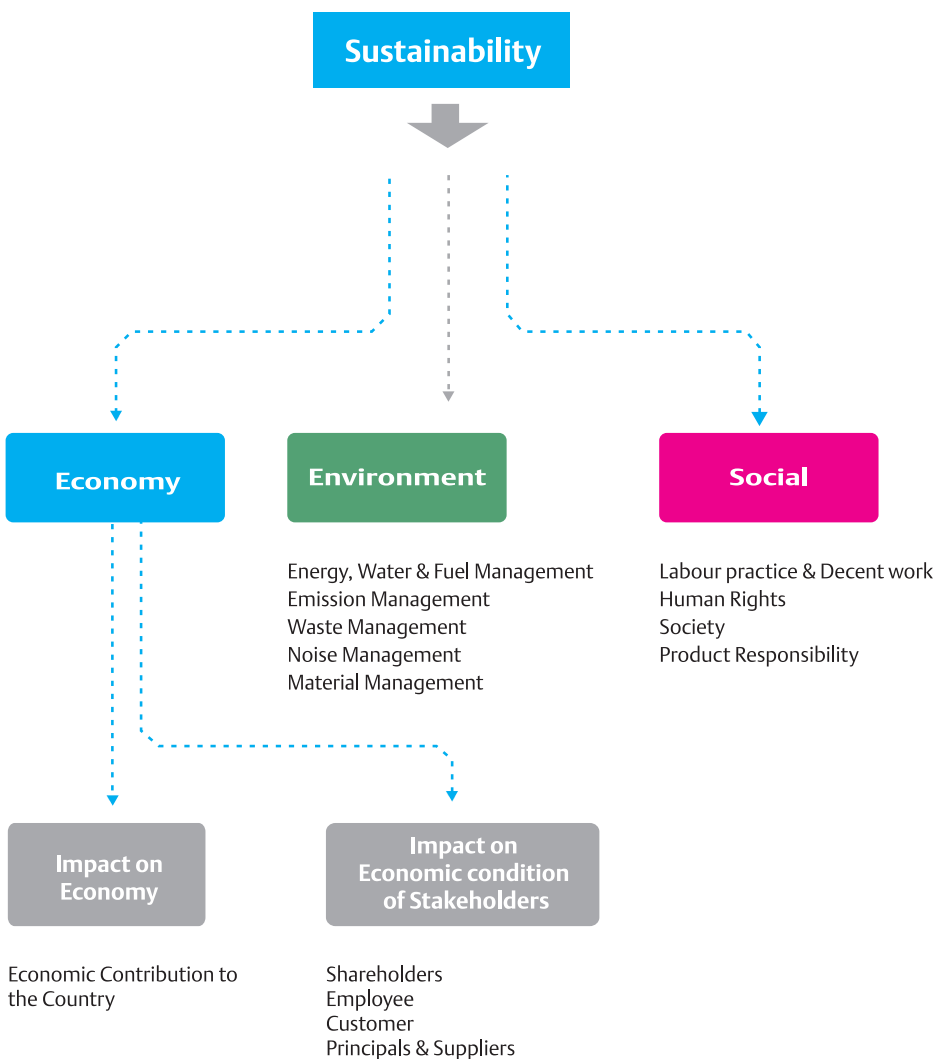 Sustainability
Economy
Environment
Social
Energy, Water & Fuel Management
Emission Management
Waste Management
Noise Management
Material Management
Labour practice & Decent work
Human Rights
Society
Product Responsibility
Impact on
Economy
Impact on
Economic condition
of Stakeholders
Economic Contribution to
the Country
Shareholders
Employee
Customer
Principals & Suppliers